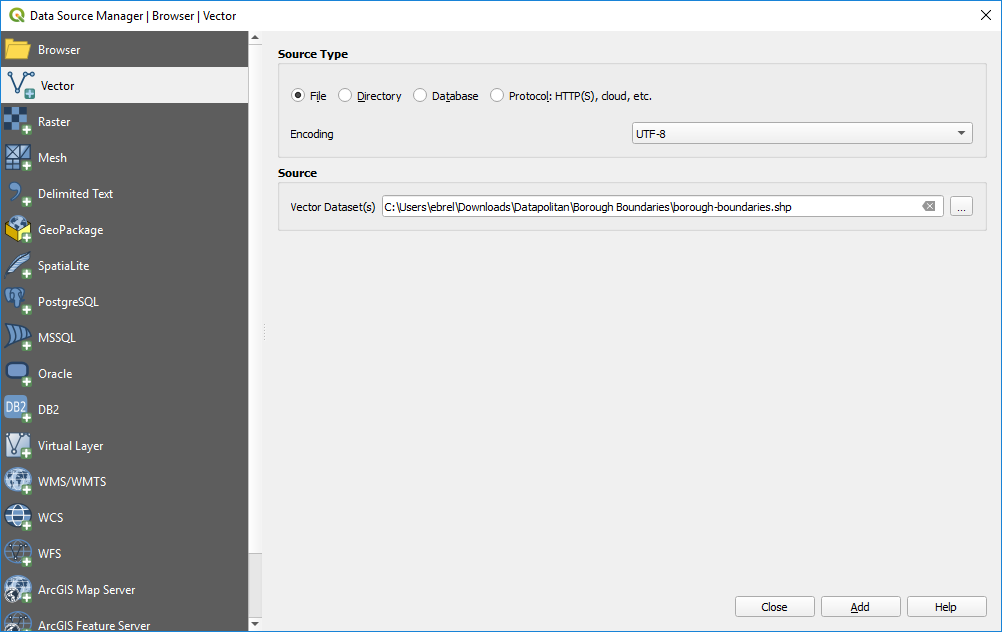 Data Source Manager | Browser | Vector
Browser
Vector
Raster
Mesh
Delimited Text
GeoPackage
SpatiaLite
PostgreSQL
MSSQL
Oracle
DB2
DB2
Virtual Layer
WMS/WMTS
WCS
WFS
ArcGIS Map Server
ArcGIS Feature Server
Source Type
File Directory Database Protocol: HTTP(S), cloud, etc.
Encoding UTF-8
Source
Vector Dataset(s) C:\Users\ebrel\Downloads\Datapolitan\Borough Boundaries\borough-boundaries.shp ...
Close Add Help